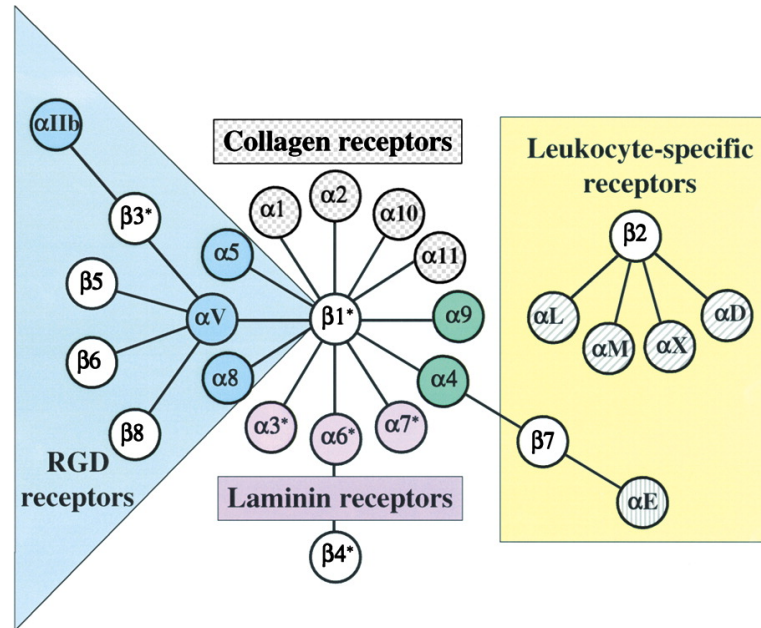 αIIb
Collagen receptors
Leukocyte-specific
receptors
α1
α2
α10
β3*
α5
α11
β2
β5
αV
β1*
α9
αL
αM
αX
αD
β6
α8
α4
β8
α3*
α6*
α7*
β7
RGD
receptors
Laminin receptors
αE
β4*